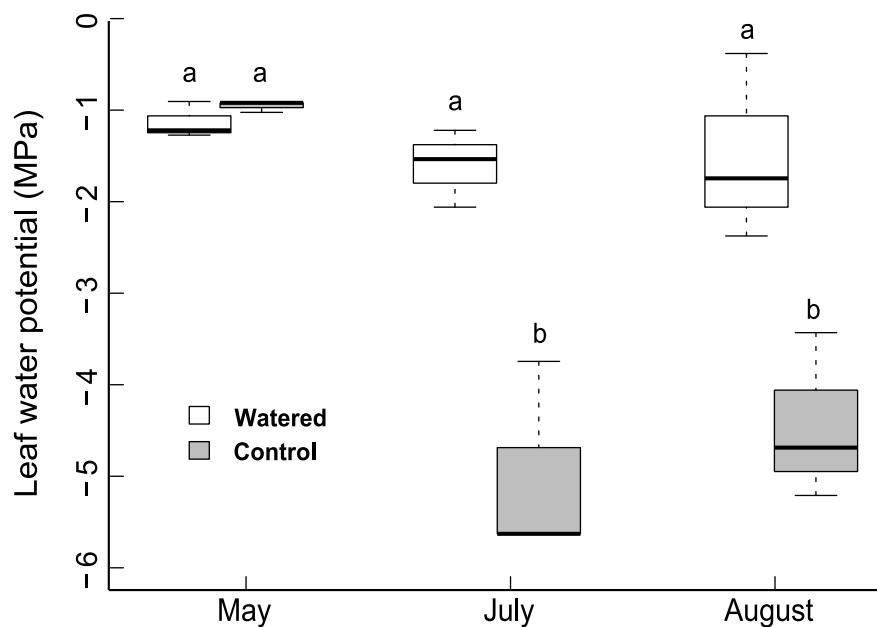 Leaf water potential (MPa)
0
−1
−2
−3
−4
−5
−6
a a
a
a
b
b
Watered
Control
May July August